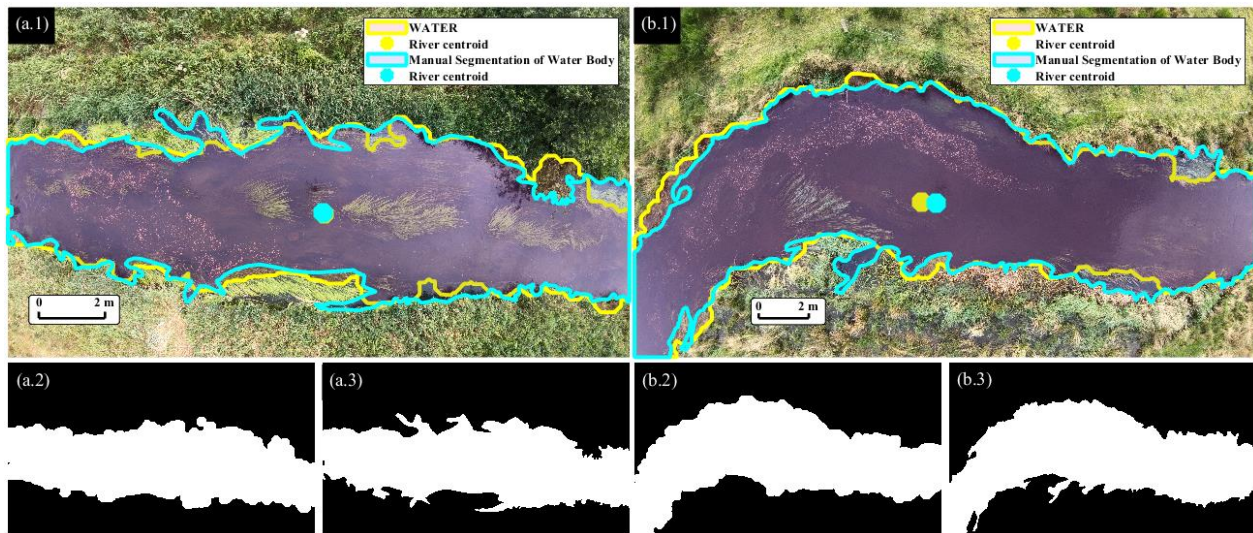 (a.1)
WATER
River centroid
Manual Segmentation of Water Body
River centroid
0 2 m
(b.1)
WATER
River centroid
Manual Segmentation of Water Body
River centroid
0 2 m
(a.2)
(a.3)
(b.2)
(b.3)